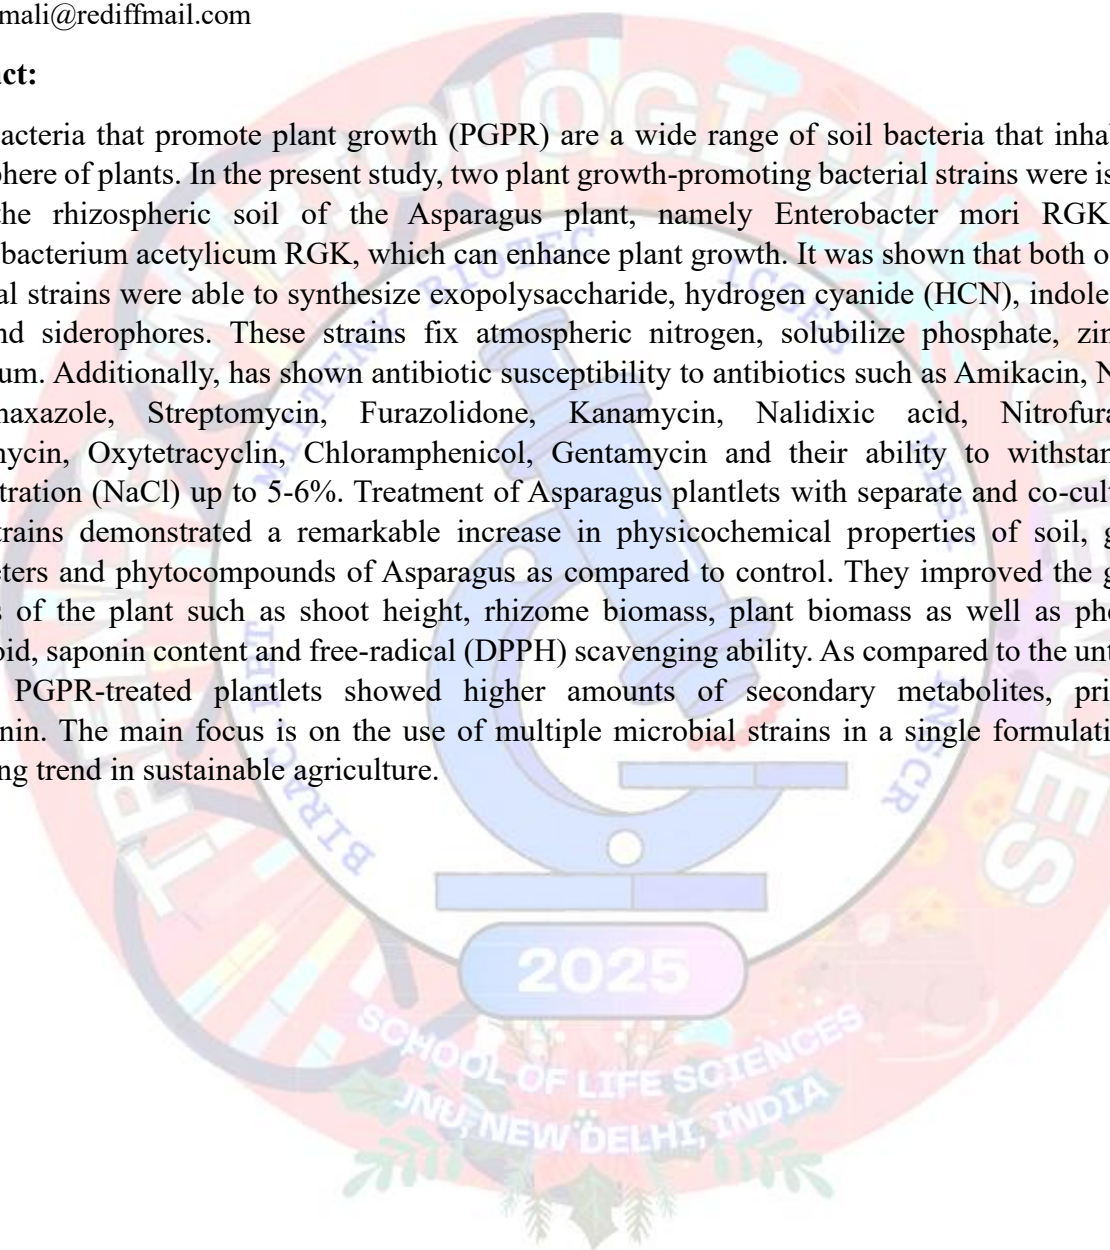 mali@rediffmail.com
ct:
acteria that promote plant growth (PGPR) are a wide range of soil bacteria that inha
here of plants. In the present study, two plant growth-promoting bacterial strains were is
the rhizospheric soil of the Asparagus plant, namely Enterobacter mori RGK
bacterium acetylicum RGK, which can enhance plant growth. It was shown that both o
al strains were able to synthesize exopolysaccharide, hydrogen cyanide (HCN), indole
nd siderophores. These strains fix atmospheric nitrogen, solubilize phosphate, zin
um. Additionally, has shown antibiotic susceptibility to antibiotics such as Amikacin, N
haxazole, Streptomycin, Furazolidone, Kanamycin, Nalidixic acid, Nitrofura
mycin, Oxytetracyclin, Chloramphenicol, Gentamycin and their ability to withstan
tration (NaCl) up to 5-6%. Treatment of Asparagus plantlets with separate and co-cult
trains demonstrated a remarkable increase in physicochemical properties of soil, g
eters and phytocompounds of Asparagus as compared to control. They improved the g
s of the plant such as shoot height, rhizome biomass, plant biomass as well as ph
oid, saponin content and free-radical (DPPH) scavenging ability. As compared to the unt
PGPR-treated plantlets showed higher amounts of secondary metabolites, pri
nin. The main focus is on the use of multiple microbial strains in a single formulati
ng trend in sustainable agriculture.
TRENDS IN BIOLOGICAL SCIENCES
2025
SCHOOL OF LIFE SCIENCES
JNU, NEW DELHI, INDIA